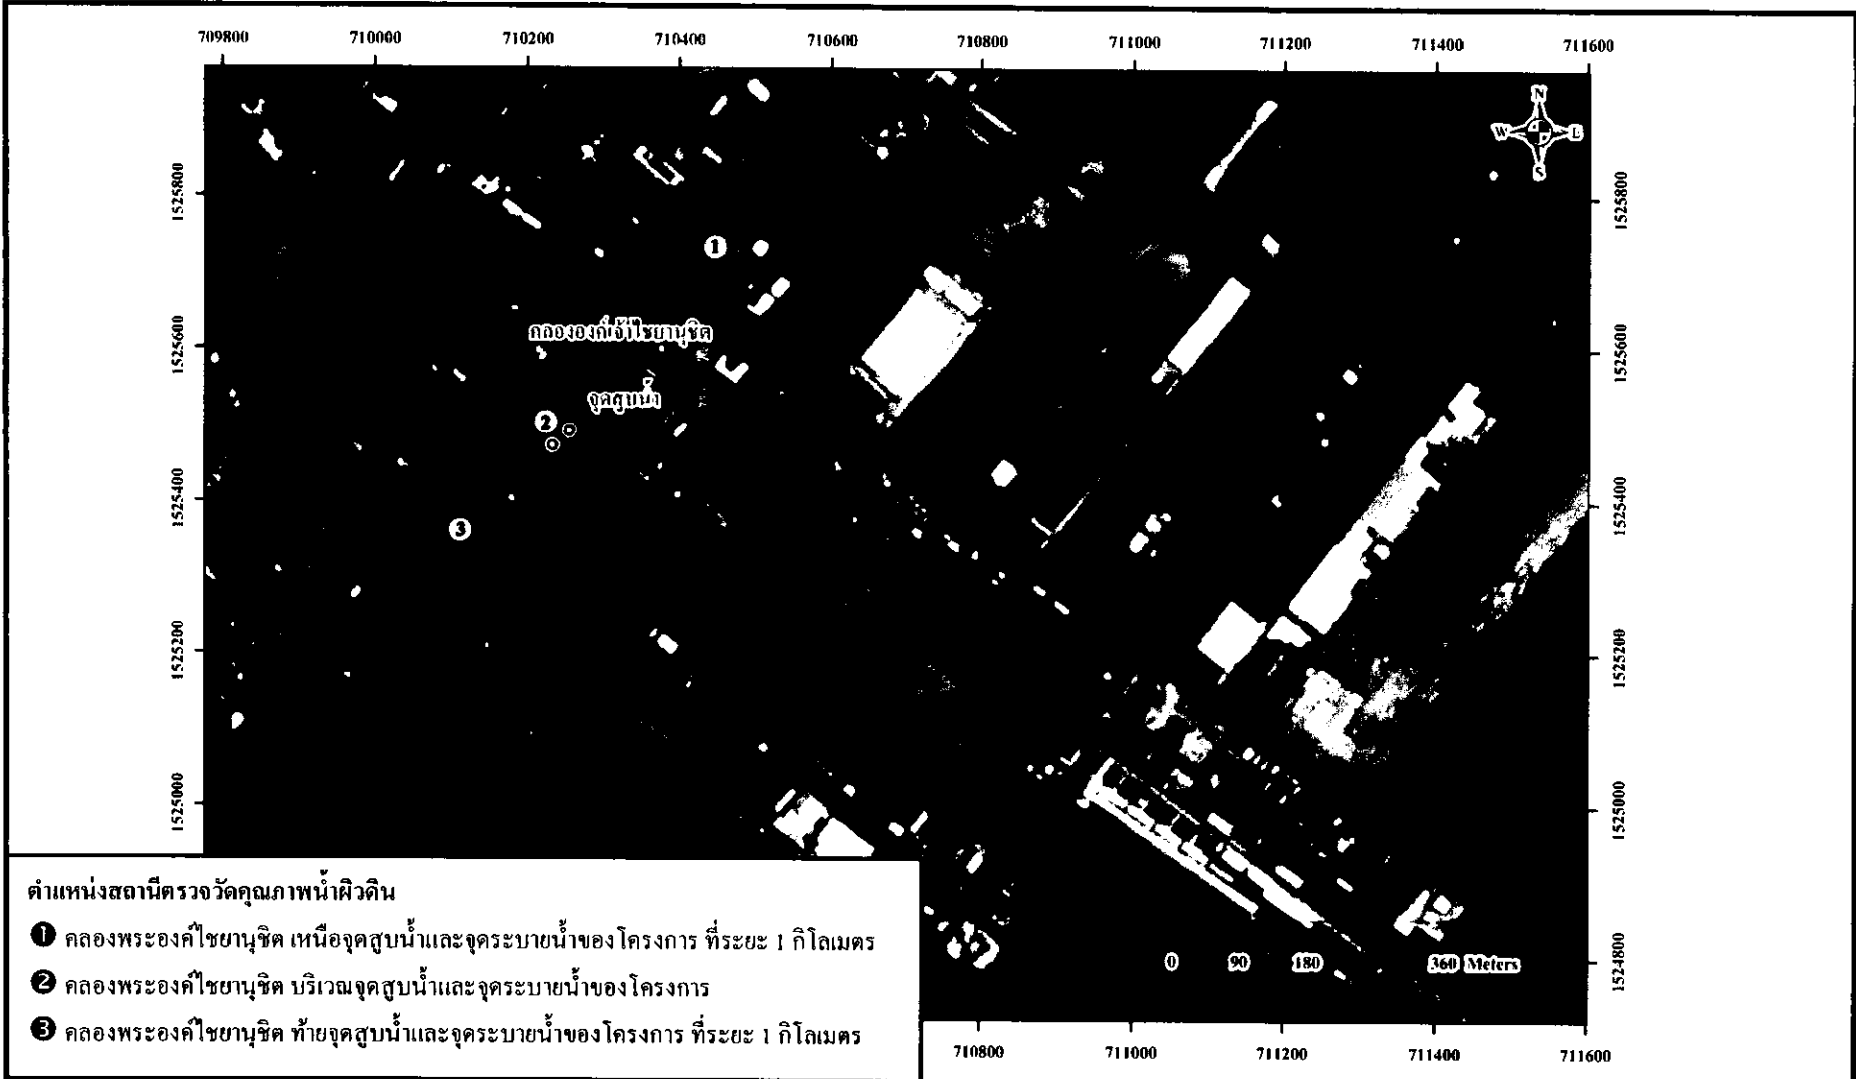 709800 710000 710200 710400 710600 710800 711000 711200 711400 711600
N
W L
S
1525800 1525800
1
คลององค์เจ้าไชยานุชิต
1525600 1525600
จุดสูบน้ำ
2
1525400 1525400
3
1525200 1525200
1525000 1525000
ตำแหน่งสถานีตรวจวัดคุณภาพน้ำผิวดิน
1 คลองพระองค์ไชยานุชิต เหนือจุดสูบน้ำและจุดระบายน้ำของโครงการ ที่ระยะ 1 กิโลเมตร
0 90 180 360 Meters
1524800
2 คลองพระองค์ไชยานุชิต บริเวณจุดสูบน้ำและจุดระบายน้ำของโครงการ
3 คลองพระองค์ไชยานุชิต ท้ายจุดสูบน้ำและจุดระบายน้ำของโครงการ ที่ระยะ 1 กิโลเมตร
710800 711000 711200 711400 711600